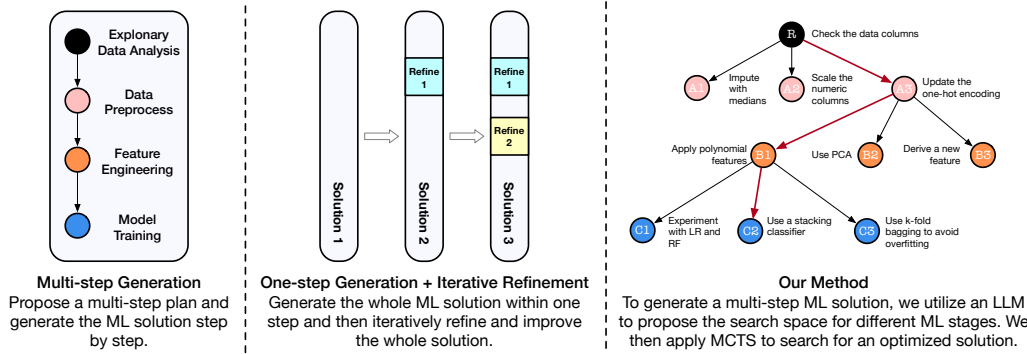 Explonary
Data Analysis
Data
Preprocess
Feature
Engineering
Model
Training
Multi-step Generation
Propose a multi-step plan and
generate the ML solution step
by step.
Solution 1
Refine
1
Solution 2
Refine
1
Refine
2
Solution 3
One-step Generation + Iterative Refinement
Generate the whole ML solution within one
step and then iteratively refine and improve
the whole solution.
R
Check the data columns
A1
Impute
with
medians
A2
Scale the
numeric
columns
A3
Update the
one-hot encoding
Apply polynomial
features
B1
Use PCA
B2
Derive a new
feature
B3
C1
Experiment
with LR and
RF
C2
Use a stacking
classifier
C3
Use k-fold
bagging to avoid
overfitting
Our Method
To generate a multi-step ML solution, we utilize an LLM
to propose the search space for different ML stages. We
then apply MCTS to search for an optimized solution.